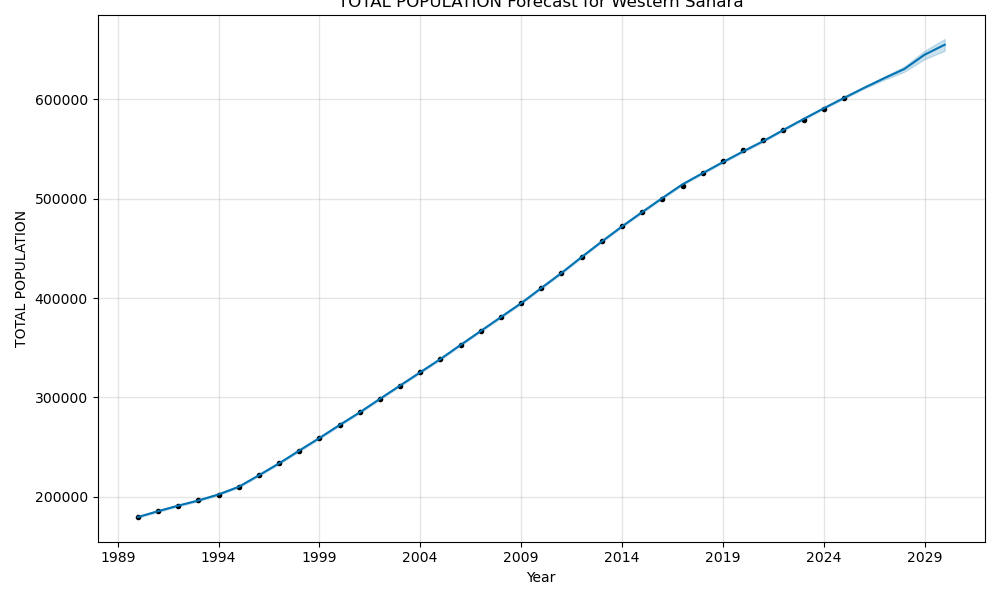 TOTAL POPULATION Forecast for Western Sahara
TOTAL POPULATION
600000
500000
400000
300000
200000
1989 1994 1999 2004 2009 2014 2019 2024 2029
Year